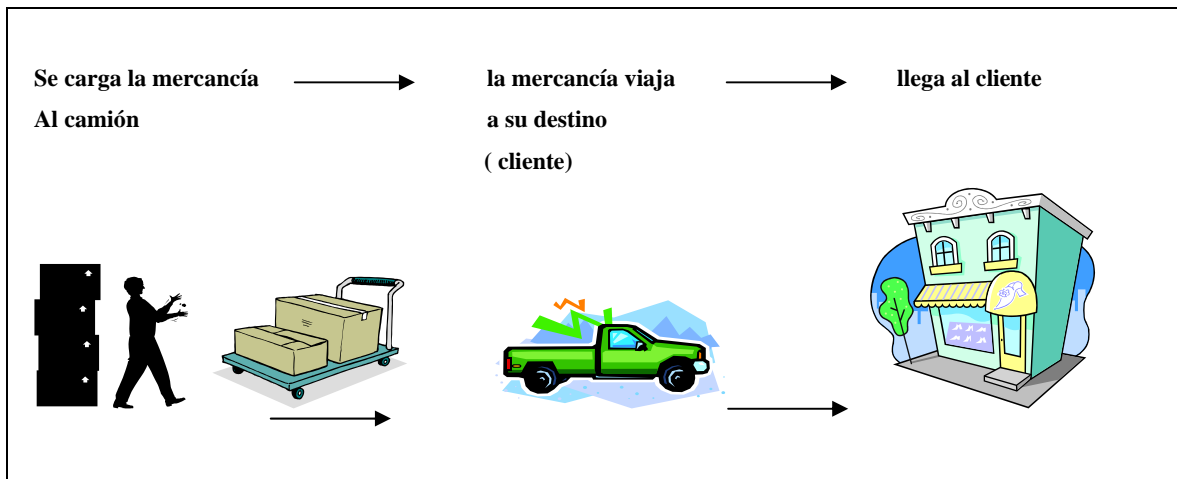 Se carga la mercancía
Al camión
la mercancía viaja
a su destino
( cliente)
llega al cliente